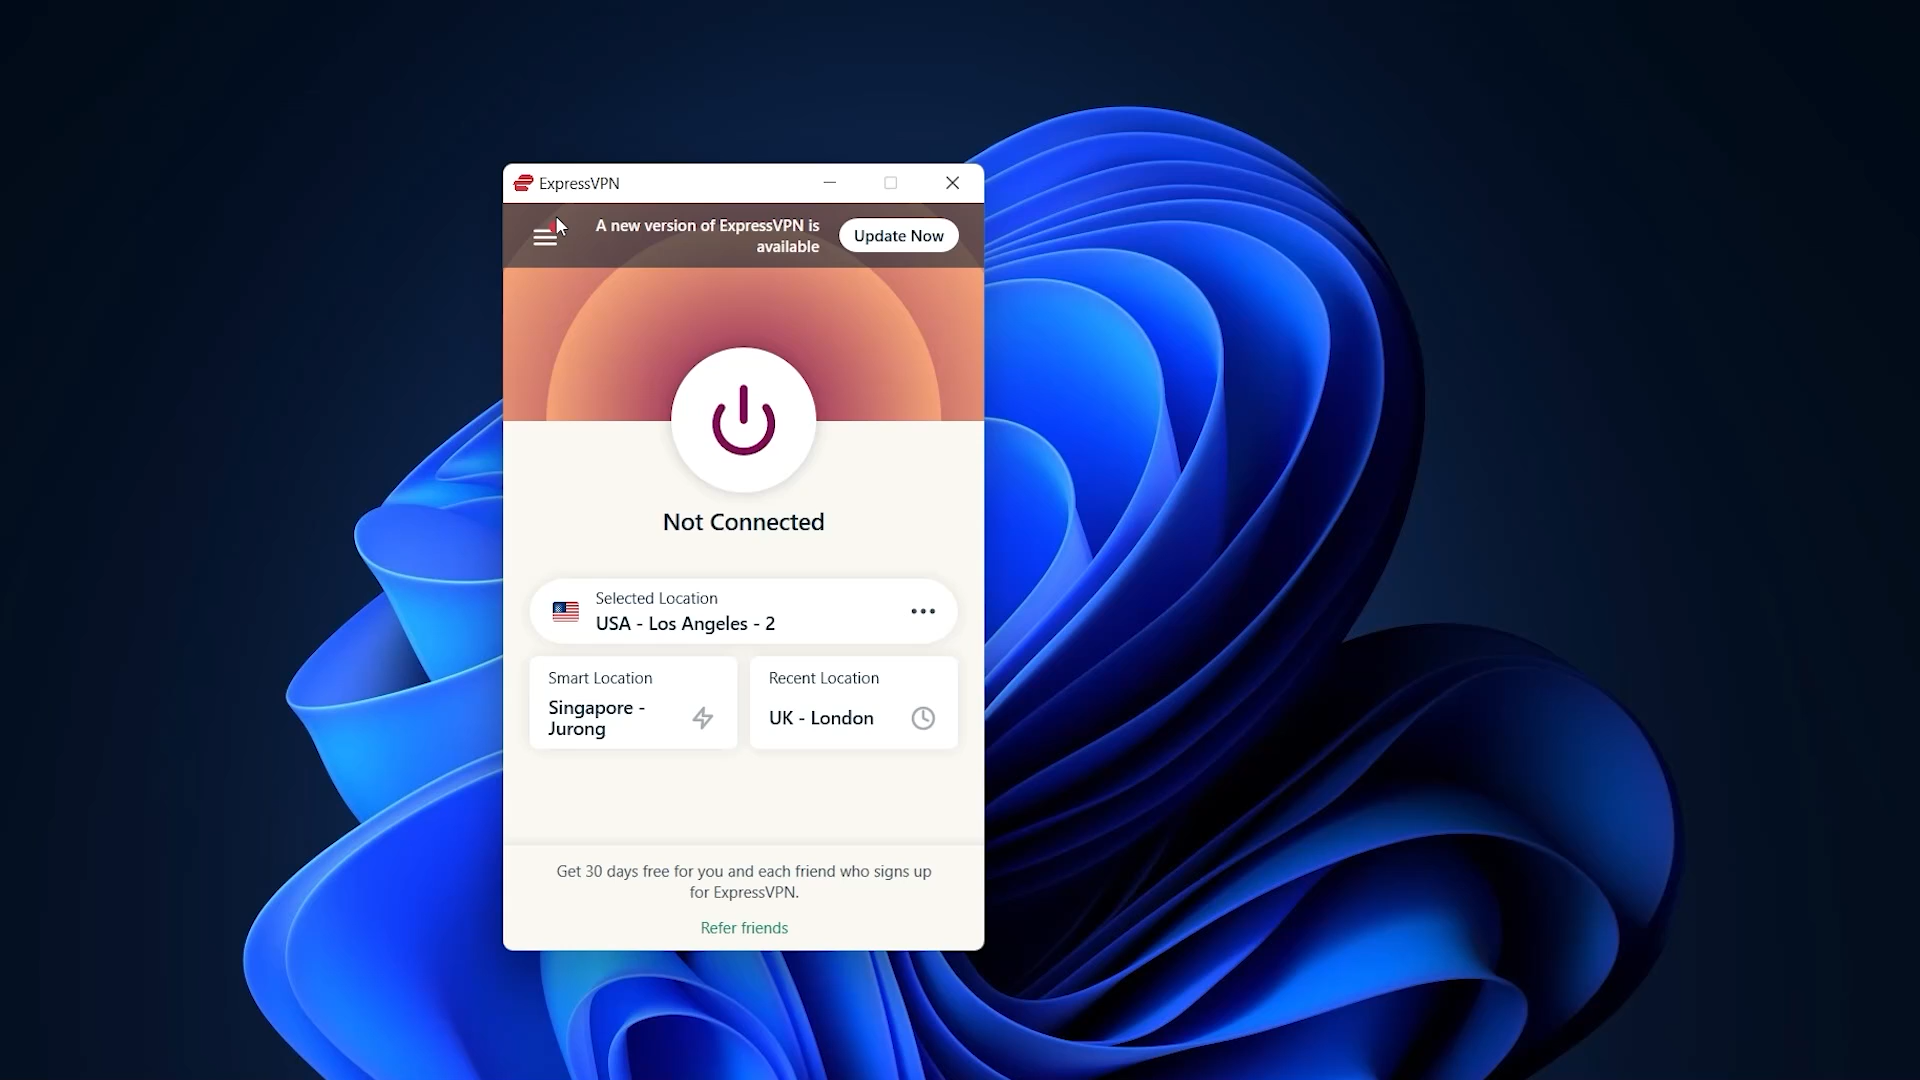 ExpressVPN
A new version of ExpressVPN is
available
Update Now
Not Connected
Selected Location
USA - Los Angeles - 2
Smart Location
Singapore -
Jurong
Recent Location
UK - London
Get 30 days free for you and each friend who signs up
for ExpressVPN.
Refer friends